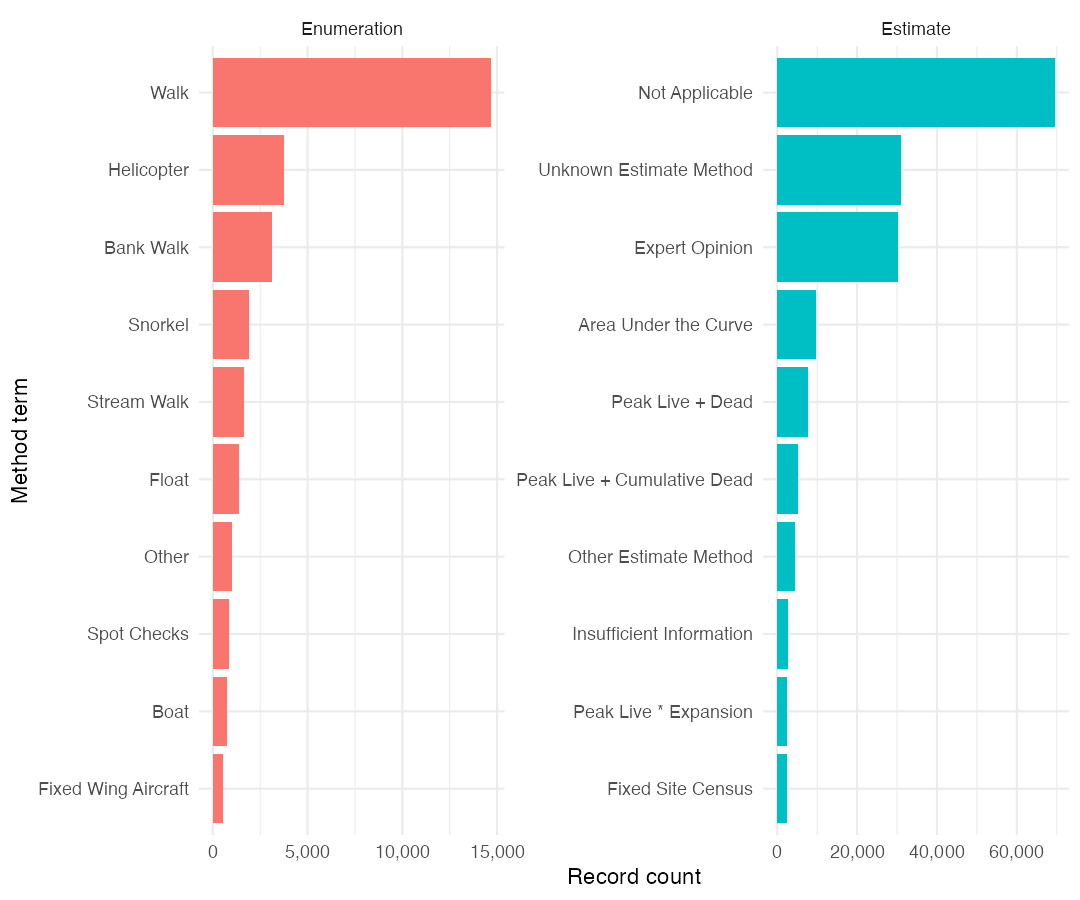 Enumeration
Estimate
Method term
Walk
Helicopter
Bank Walk
Snorkel
Stream Walk
Float
Other
Spot Checks
Boat
Fixed Wing Aircraft
0
5,000
10,000
15,000
Not Applicable
Unknown Estimate Method
Expert Opinion
Area Under the Curve
Peak Live + Dead
Peak Live + Cumulative Dead
Other Estimate Method
Insufficient Information
Peak Live * Expansion
Fixed Site Census
0
20,000
40,000
60,000
Record count